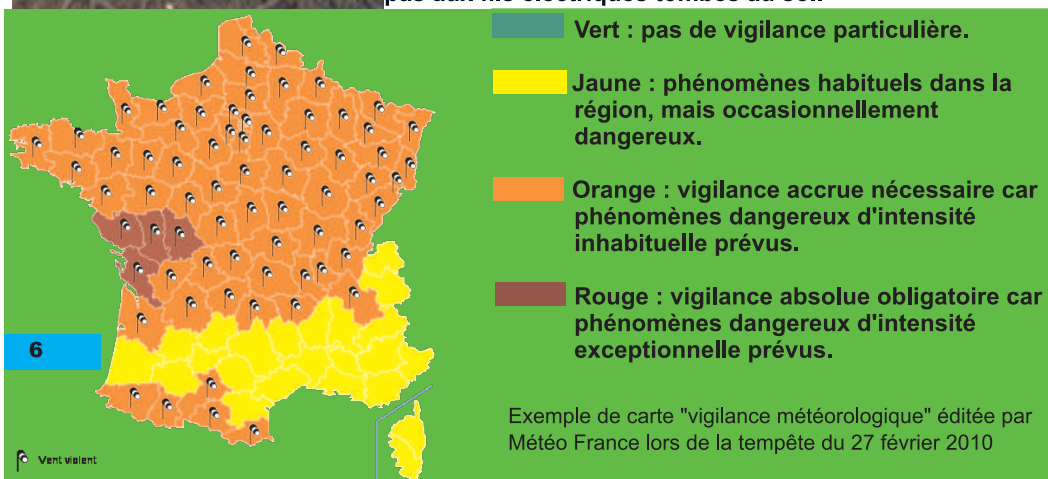 Vert : pas de vigilance particulière.
Jaune : phénomènes habituels dans la
région, mais occasionnellement
dangereux.
Orange : vigilance accrue nécessaire car
phénomènes dangereux d'intensité
inhabituelle prévus.
Rouge : vigilance absolue obligatoire car
phénomènes dangereux d'intensité
exceptionnelle prévus.
6
Exemple de carte "vigilance météorologique" éditée par
Météo France lors de la tempête du 27 février 2010
Vent violent